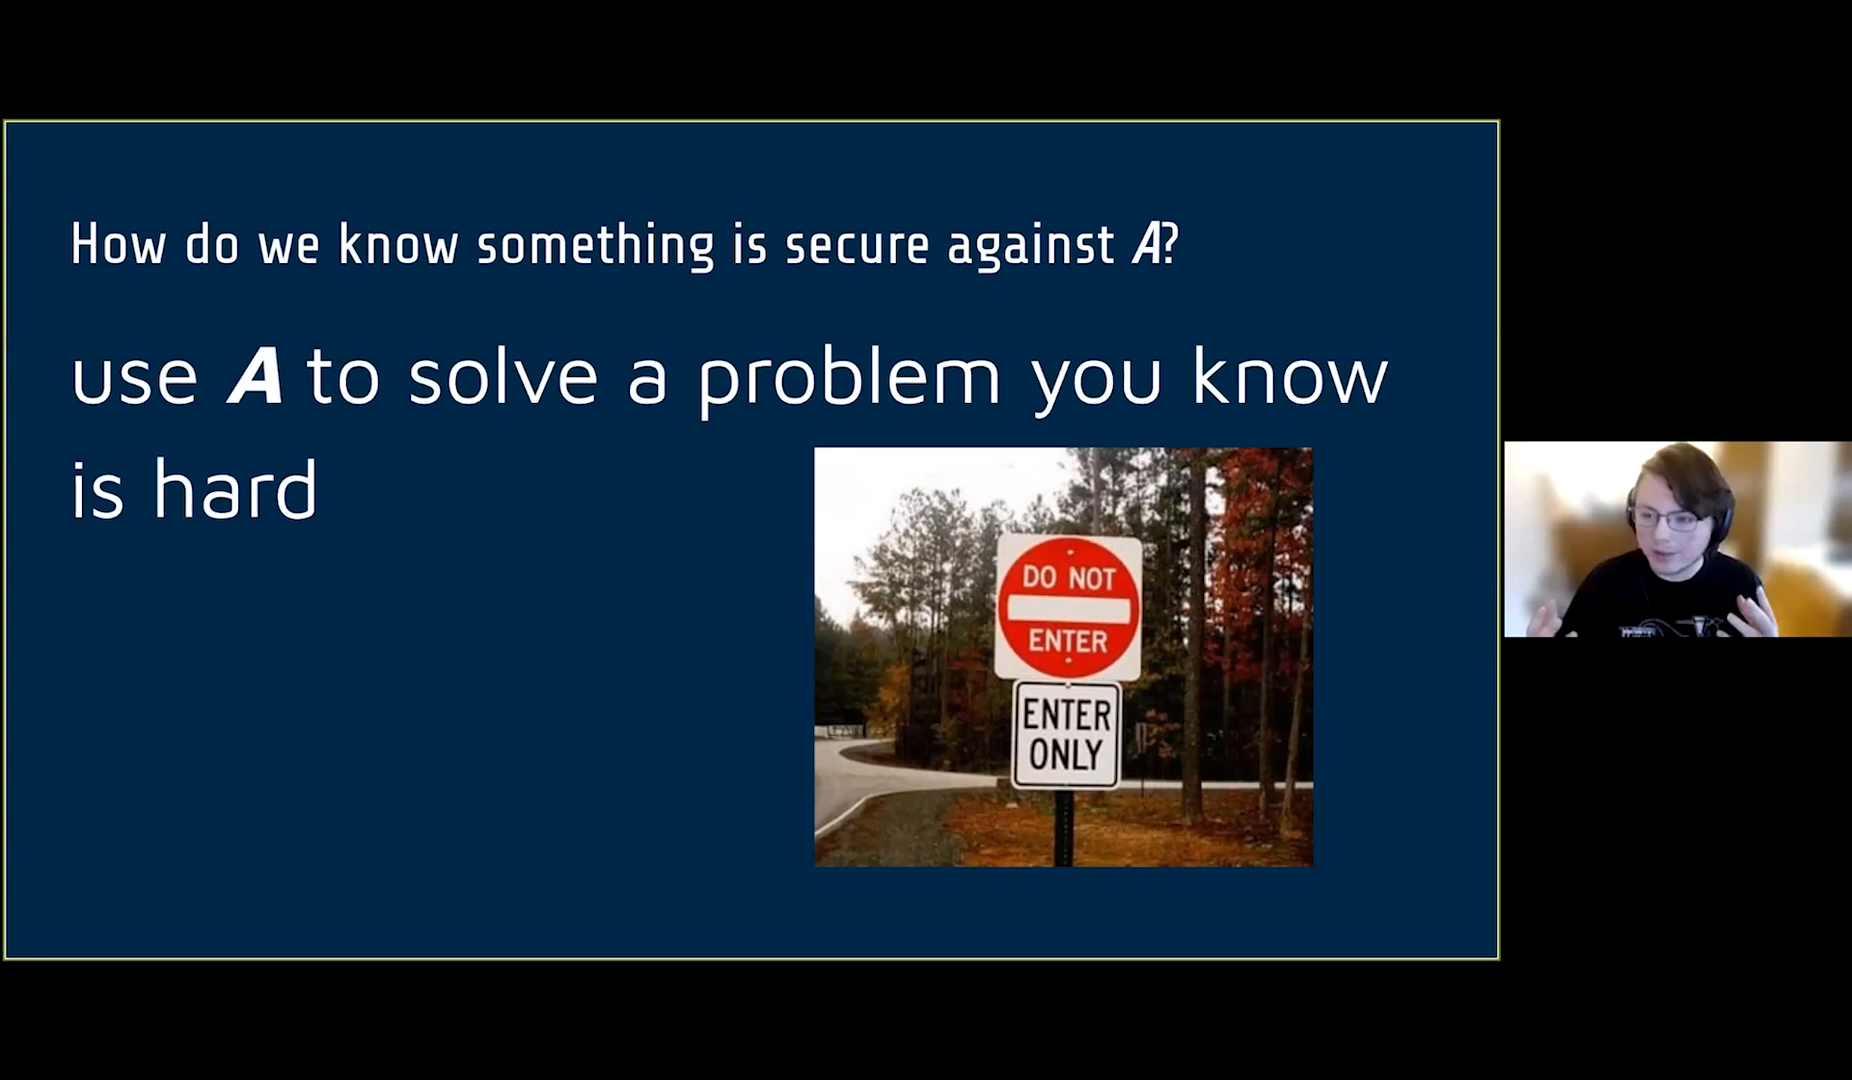 How do we know something is secure against A?
use A to solve a problem you know
is hard
DO NOT
ENTER
ENTER
ONLY